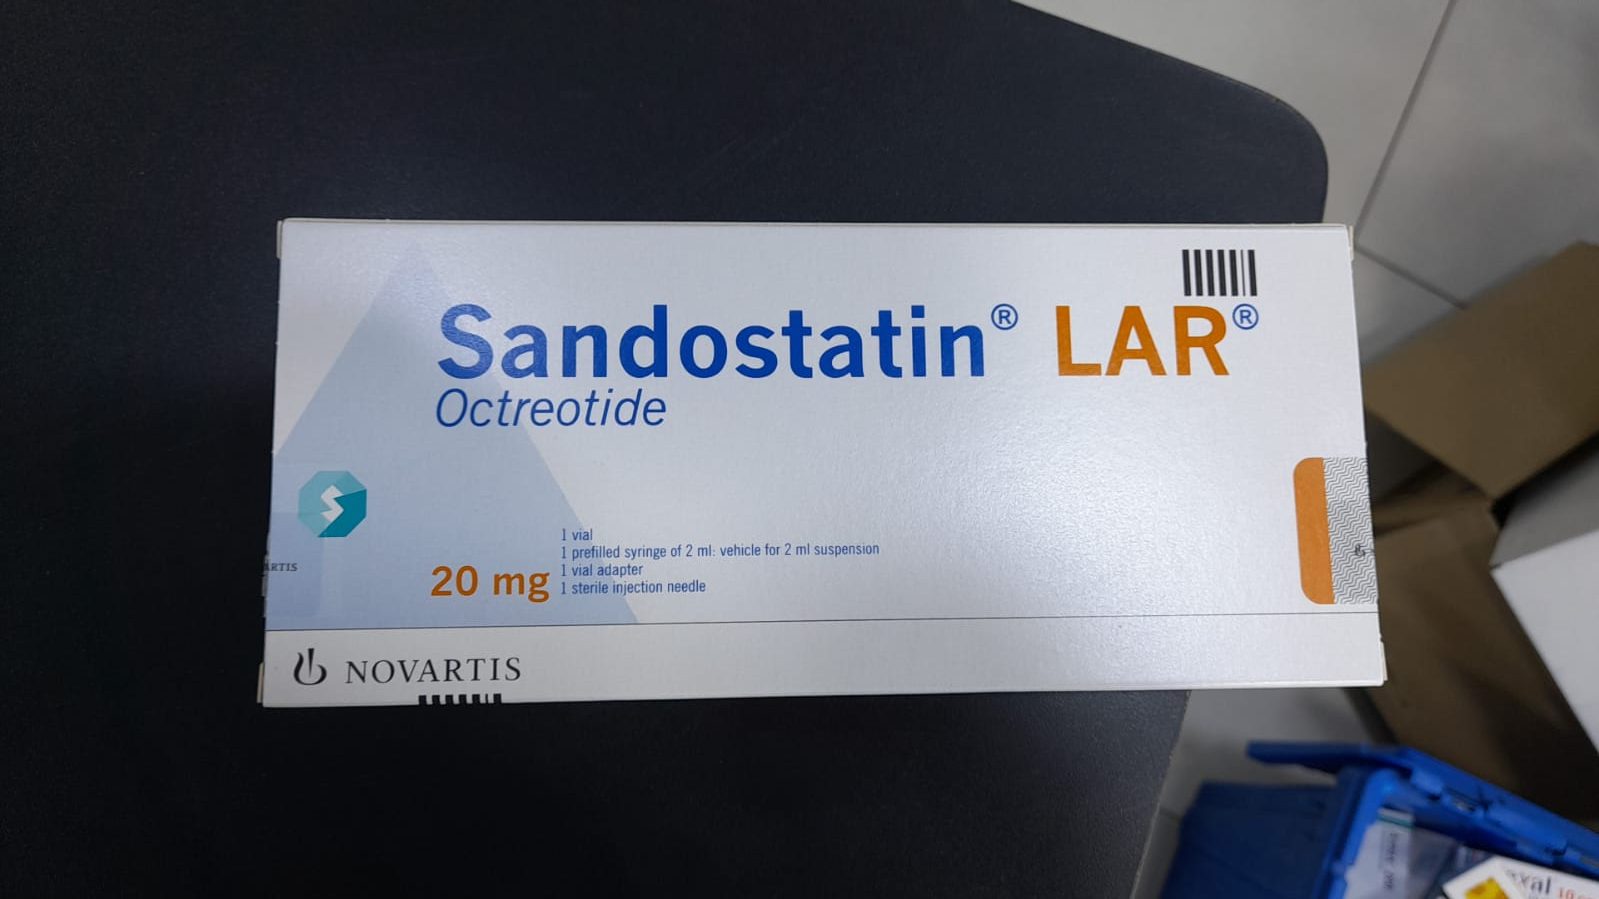 Sandostatin® LAR®
Octreotide
20 mg
1 vial
1 prefilled syringe of 2 ml: vehicle for 2 ml suspension
1 vial adapter
1 sterile injection needle
NOVARTIS